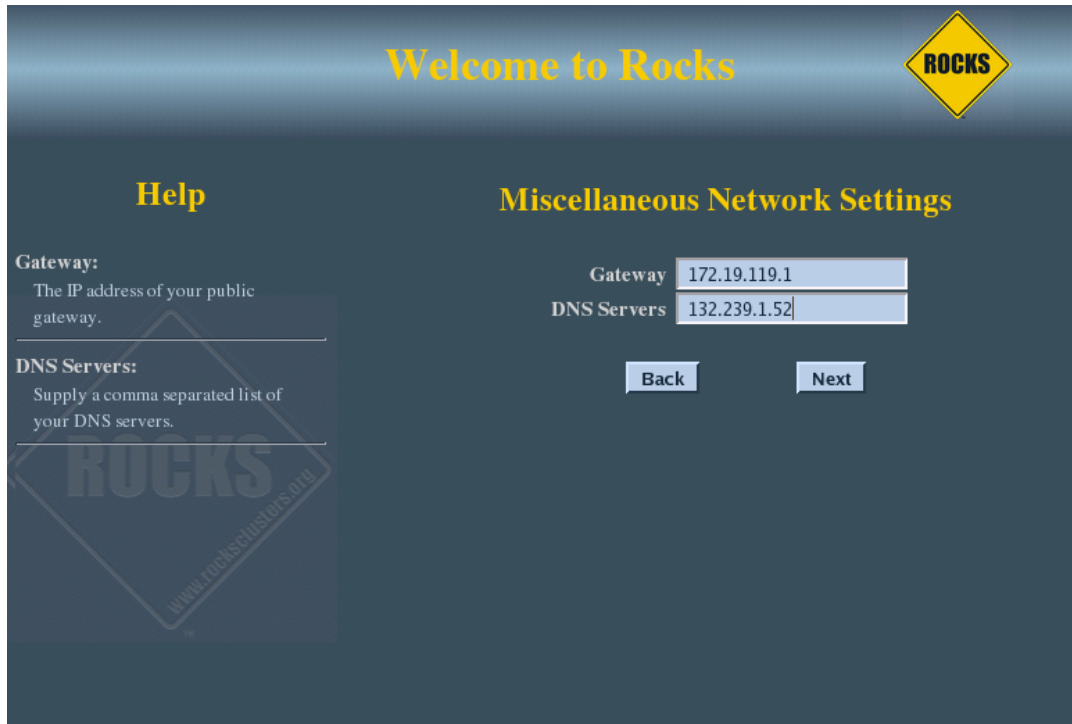 Welcome to Rocks
ROCKS
Help
Gateway:
The IP address of your public
gateway.
DNS Servers:
Supply a comma separated list of
your DNS servers.
ROCKS
www.rocksclusters.org
TM
Miscellaneous Network Settings
Gateway 172.19.119.1
DNS Servers 132.239.1.52
Back Next